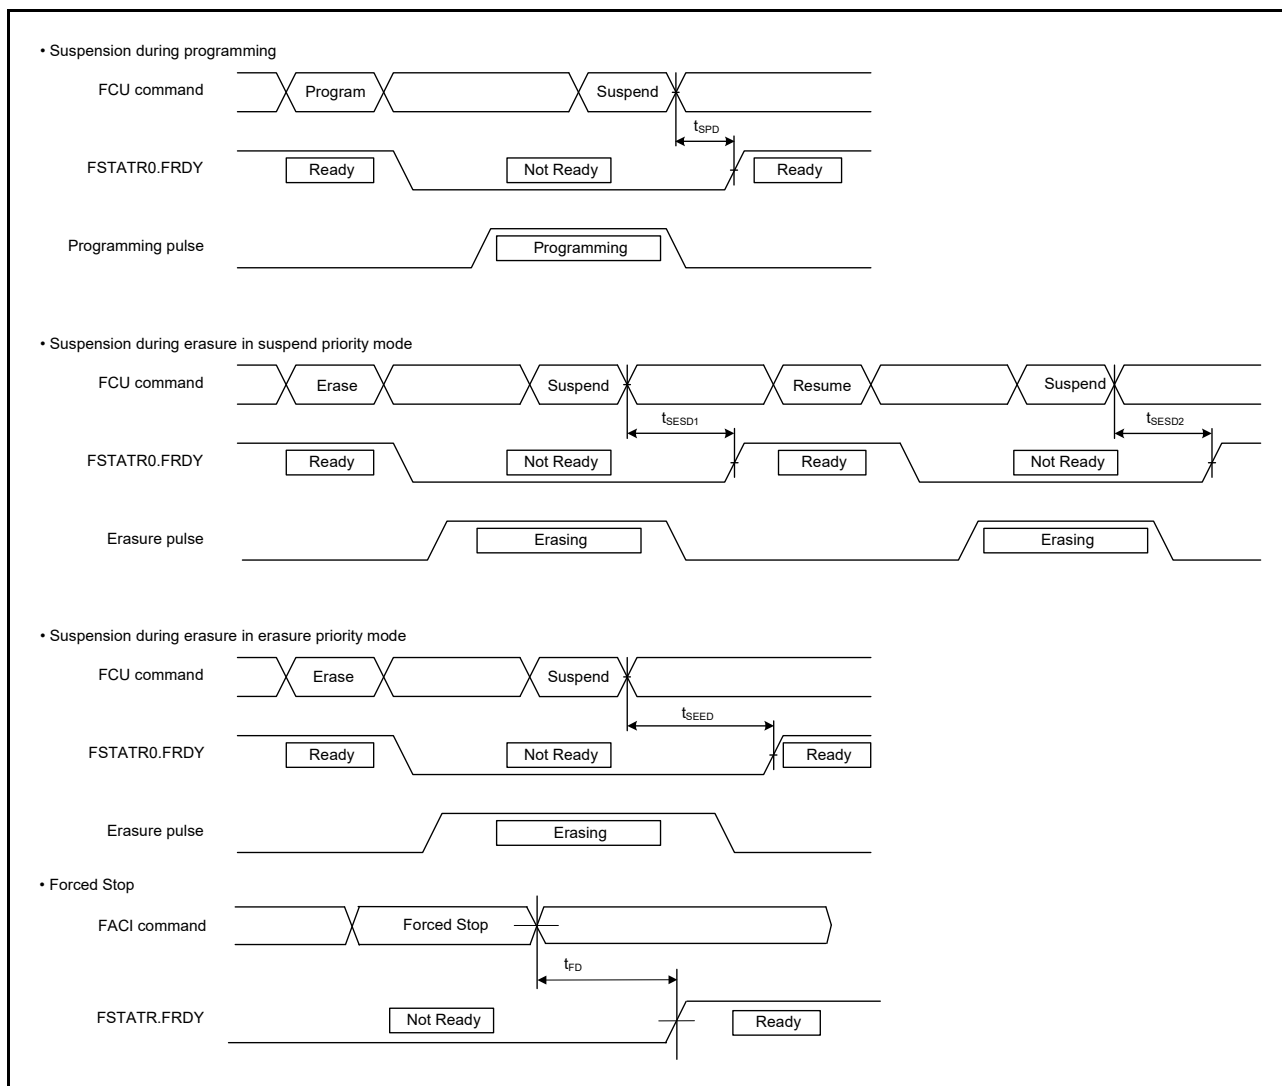 • Suspension during programming
FCU command
Program
Suspend
tSPD
FSTATR0.FRDY
Ready
Not Ready
Ready
Programming pulse
Programming
• Suspension during erasure in suspend priority mode
FCU command
Erase
Suspend
Resume
Suspend
tSESD1
tSESD2
FSTATR0.FRDY
Ready
Not Ready
Ready
Not Ready
Erasure pulse
Erasing
Erasing
• Suspension during erasure in erasure priority mode
FCU command
Erase
Suspend
tSEED
FSTATR0.FRDY
Ready
Not Ready
Ready
Erasure pulse
Erasing
• Forced Stop
FACI command
Forced Stop
tFD
FSTATR.FRDY
Not Ready
Ready